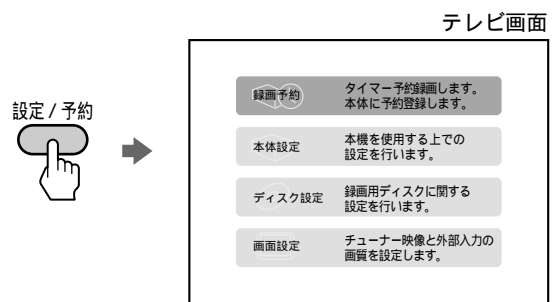 テレビ画面
設定 / 予約
録画予約
タイマー予約録画します。
本体に予約登録します。
本体設定
本機を使用する上での
設定を行います。
ディスク設定
録画用ディスクに関する
設定を行います。
画面設定
チューナー映像と外部入力の
画質を設定します。